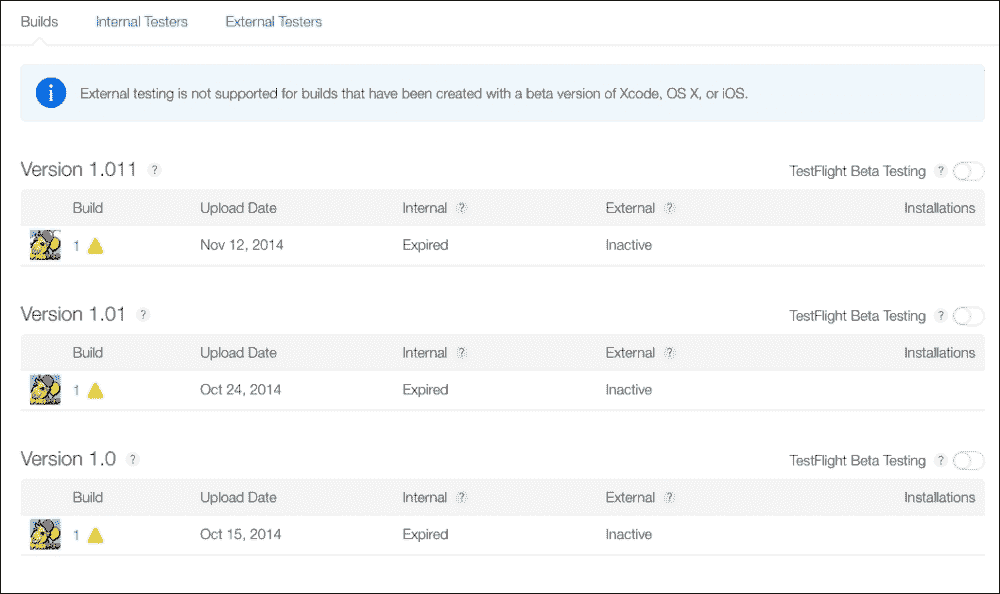 Builds Internal Testers External Testers
External testing is not supported for builds that have been created with a beta version of Xcode, OS X, or iOS.
Version 1.011 ? TestFlight Beta Testing ?
Build Upload Date Internal ? External ? Installations
1 Nov 12, 2014 Expired Inactive
Version 1.01 ? TestFlight Beta Testing ?
Build Upload Date Internal ? External ? Installations
1 Oct 24, 2014 Expired Inactive
Version 1.0 ? TestFlight Beta Testing ?
Build Upload Date Internal ? External ? Installations
1 Oct 15, 2014 Expired Inactive